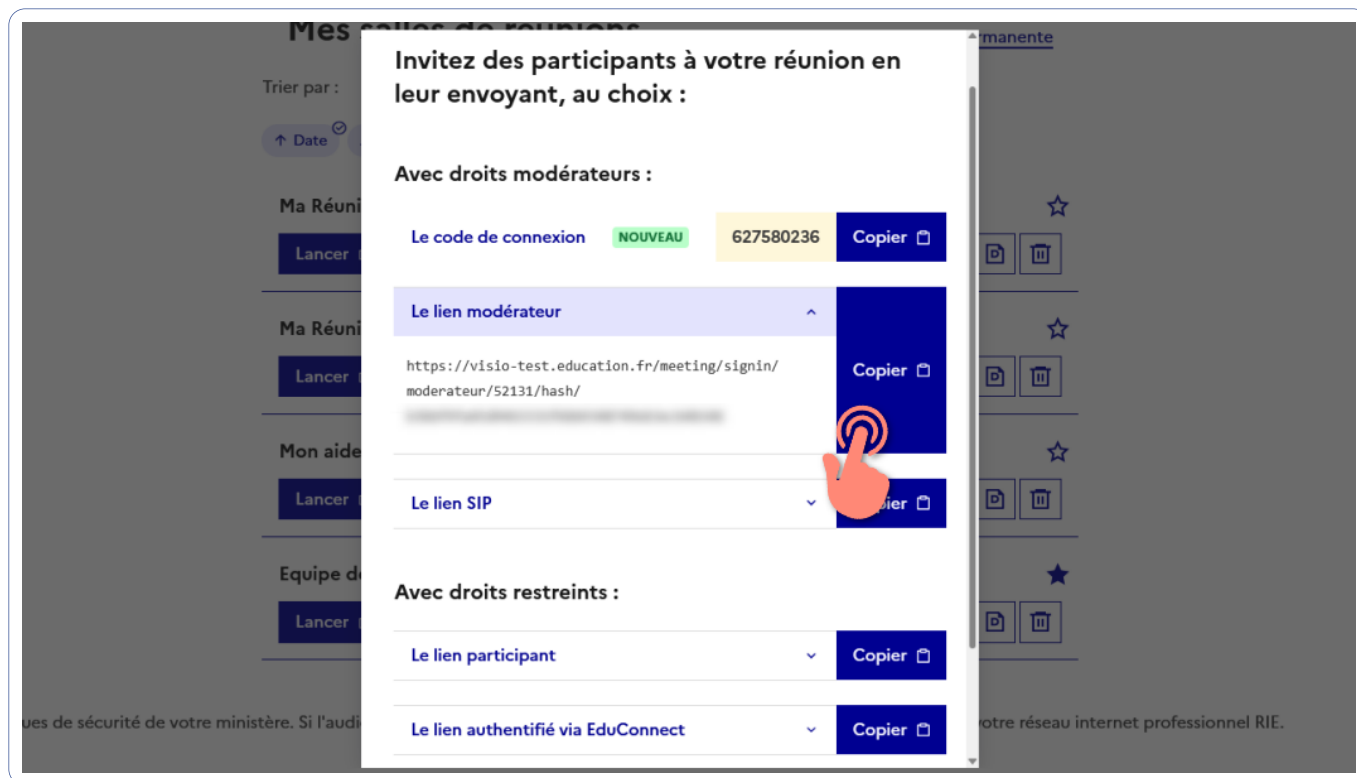 Mes salles de réunions
rmanente
Trier par :
↑ Date
Invitez des participants à votre réunion en
leur envoyant, au choix :
Avec droits modérateurs :
Ma Réuni
Le code de connexion NOUVEAU 627580236 Copier
Lancer
Le lien modérateur
Ma Réuni
https://visio-test.education.fr/meeting/signin/
moderateur/52131/hash/
Copier
Lancer
Mon aide
Le lien SIP
Lancer
Equipe de
Avec droits restreints :
Lancer
Le lien participant Copier
ues de sécurité de votre ministère. Si l'audi
Le lien authentifié via EduConnect Copier
otre réseau internet professionnel RIE.